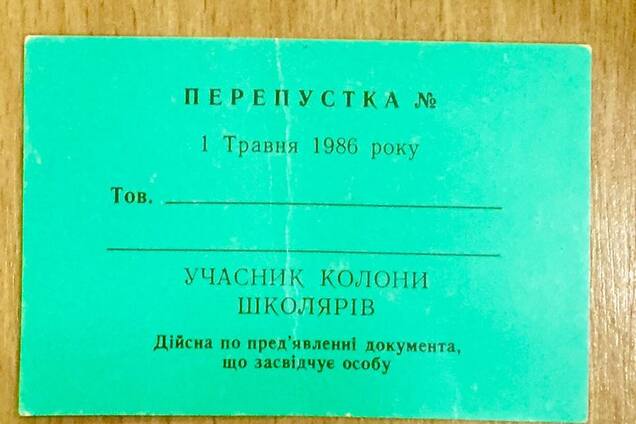 ПЕРЕПУСТКА №
1 Травня 1986 року
Тов.
УЧАСНИК КОЛОНИ
ШКОЛЯРІВ
Дійсна по пред'явленні документа,
що засвідчує особу